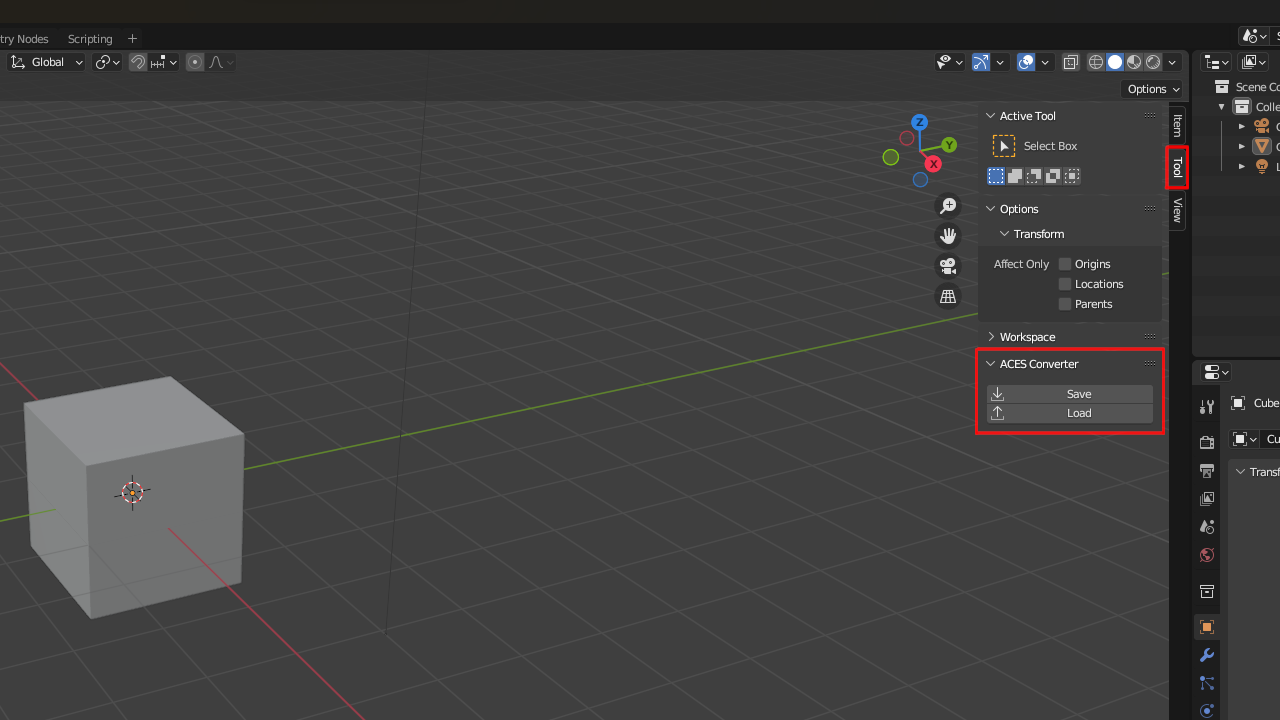 try Nodes Scripting
Global
Options
Scene Co
Colle
Active Tool
Select Box
Z
Y
X
Item
Tool
View
Options
Transform
Affect Only Origins
Locations
Parents
Workspace
ACES Converter
Save
Load
Cube
Cu
Transf